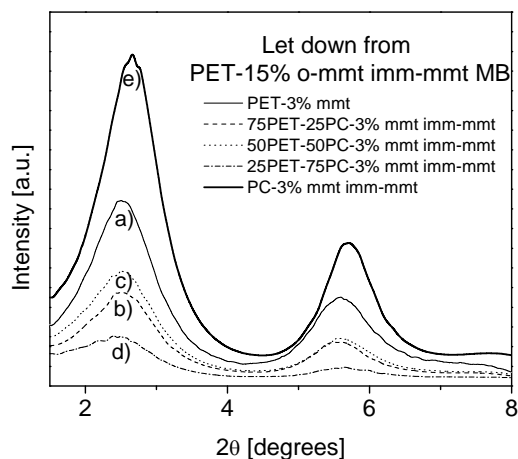 Let down from
PET-15% o-mmt imm-mmt MB
PET-3% mmt
75PET-25PC-3% mmt imm-mmt
50PET-50PC-3% mmt imm-mmt
25PET-75PC-3% mmt imm-mmt
PC-3% mmt imm-mmt
e)
a)
c)
b)
d)
Intensity [a.u.]
2 4 6 8
2θ [degrees]